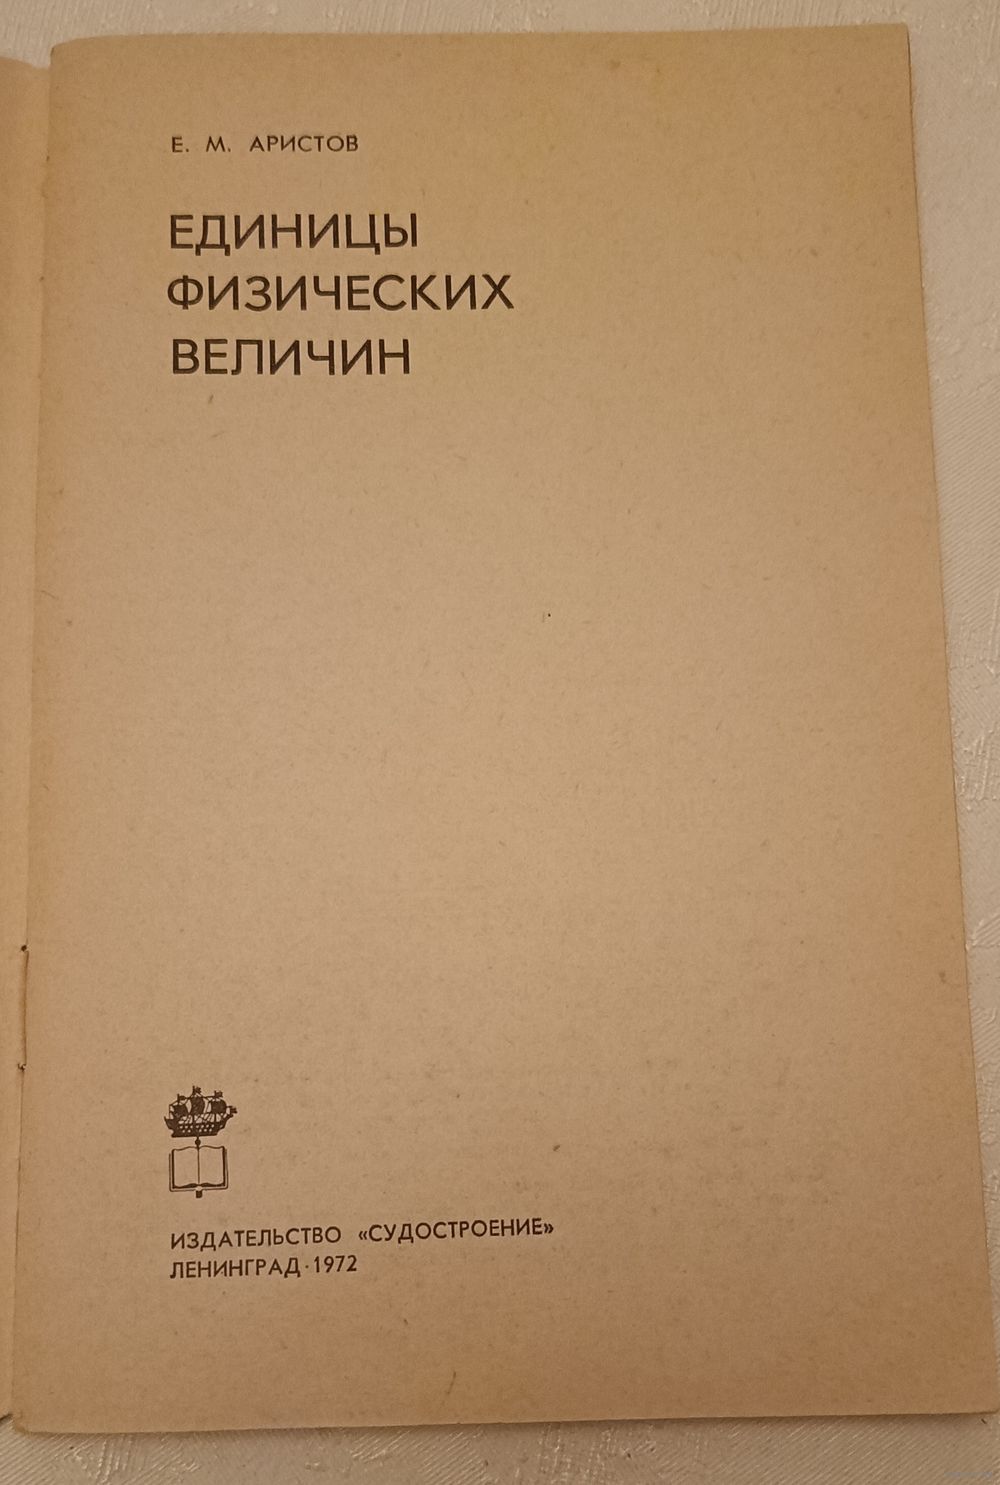 Е. М. АРИСТОВ
ЕДИНИЦЫ
ФИЗИЧЕСКИХ
ВЕЛИЧИН
ИЗДАТЕЛЬСТВО «СУДОСТРОЕНИЕ»
ЛЕНИНГРАД · 1972